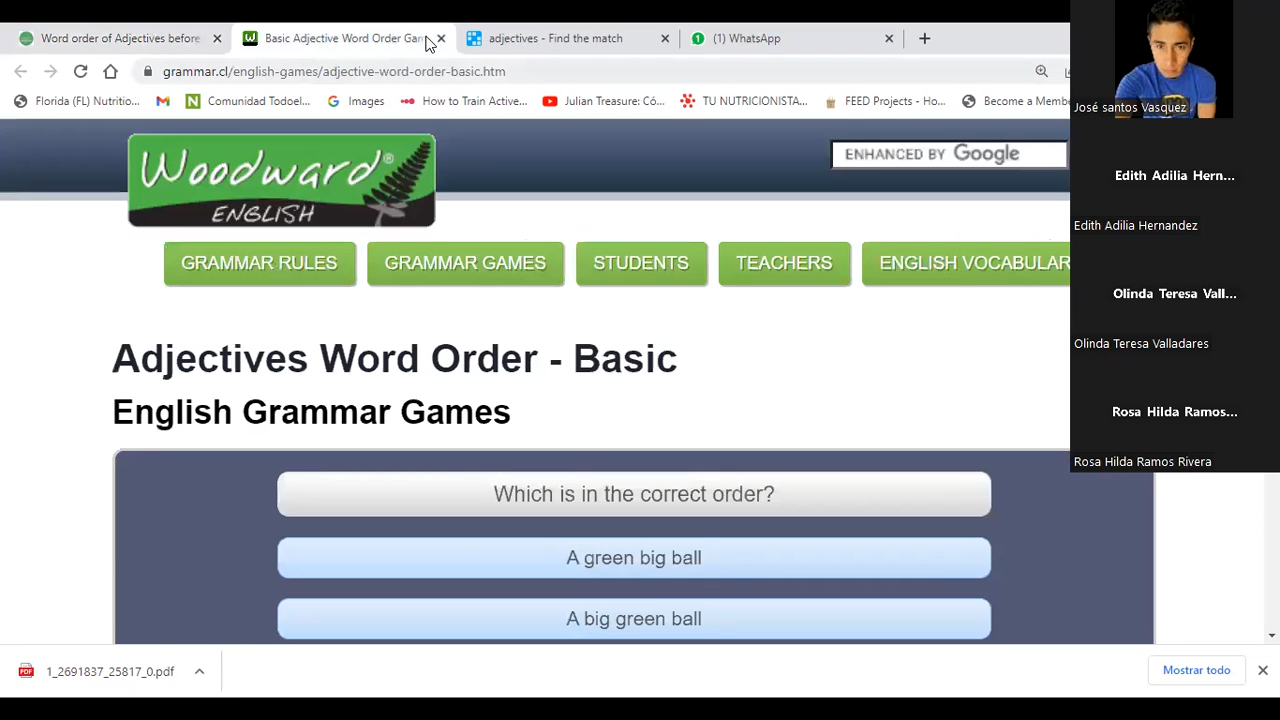 Word order of Adjectives before
Basic Adjective Word Order Gam
adjectives - Find the match
(1) WhatsApp
grammar.cl/english-games/adjective-word-order-basic.htm
Florida (FL) Nutritio...
Comunidad Todoel...
Images
How to Train Active...
Julian Treasure: Có...
TU NUTRICIONISTA...
FEED Projects - Ho...
Become a Memb
Woodward®
ENGLISH
ENHANCED BY Google
GRAMMAR RULES
GRAMMAR GAMES
STUDENTS
TEACHERS
ENGLISH VOCABULAR
Adjectives Word Order - Basic
English Grammar Games
Which is in the correct order?
A green big ball
A big green ball
José santos Vasquez
Edith Adilia Hern...
Edith Adilia Hernandez
Olinda Teresa Vall...
Olinda Teresa Valladares
Rosa Hilda Ramos...
Rosa Hilda Ramos Rivera
PDF
1_2691837_25817_0.pdf
Mostrar todo